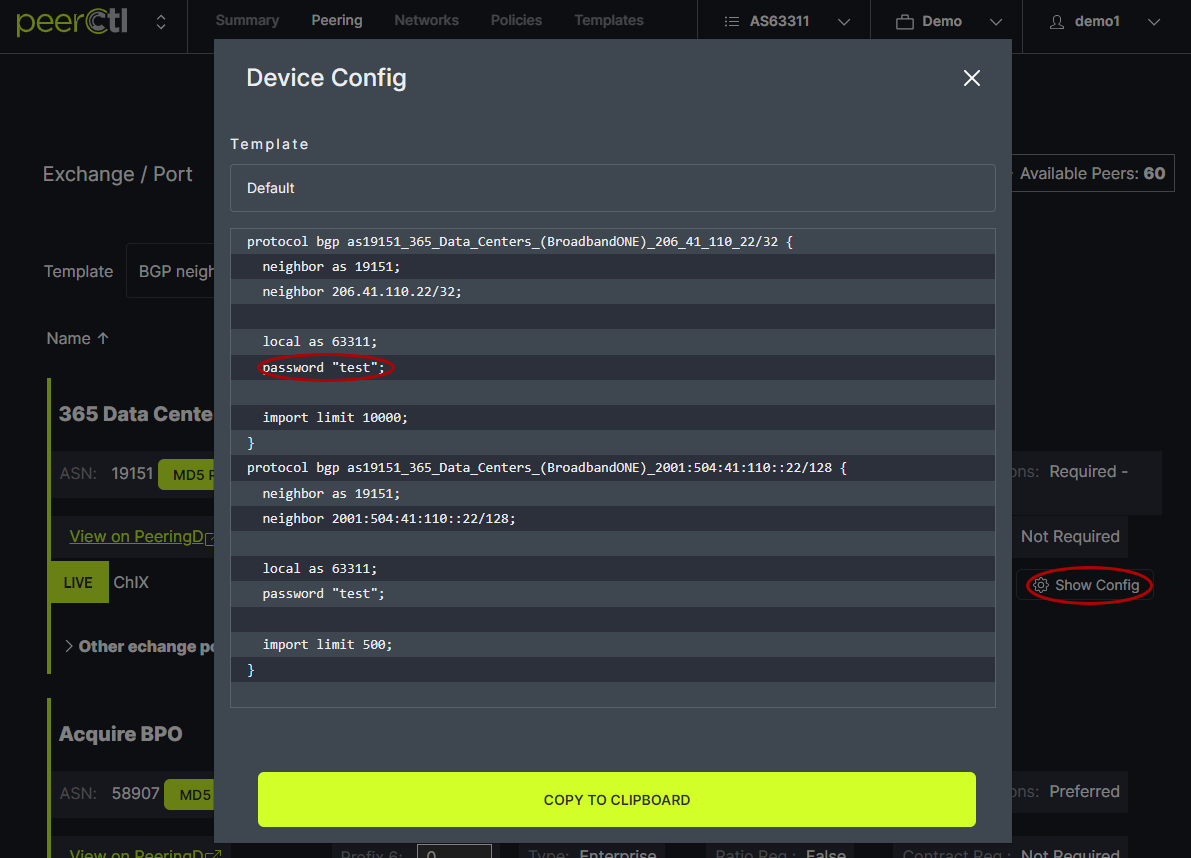 peerctl Summary Peering Networks Policies Templates AS63311 Demo demo1
Device Config
Template
Exchange / Port Available Peers: 60
Default
protocol bgp as19151_365_Data_Centers_(BroadbandONE)_206_41_110_22/32 {
neighbor as 19151;
Template BGP neigh
neighbor 206.41.110.22/32;
Name ↑
local as 63311;
password "test";
365 Data Cente
import limit 10000;
}
protocol bgp as19151_365_Data_Centers_(BroadbandONE)_2001:504:41:110::22/128 {
ASN: 19151 MD5 Required -
neighbor as 19151;
neighbor 2001:504:41:110::22/128;
View on PeeringD Not Required
local as 63311;
LIVE ChIX Show Config
password "test";
Other echange po
import limit 500;
}
Acquire BPO
ASN: 58907 MD5 ons: Preferred
COPY TO CLIPBOARD
View on PeeringD Prefix 6: 0 Type: Enterprise Ratio Req.: False Contract Req.: Not Required